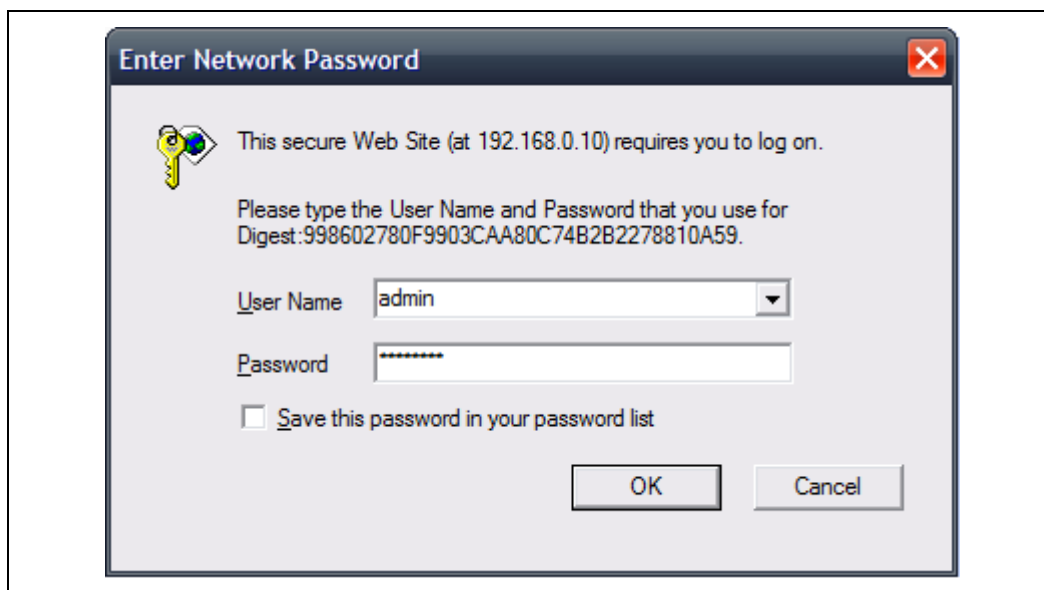 Enter Network Password
This secure Web Site (at 192.168.0.10) requires you to log on.
Please type the User Name and Password that you use for
Digest:998602780F9903CAA80C74B2B2278810A59.
User Name admin
Password ********
Save this password in your password list
OK Cancel